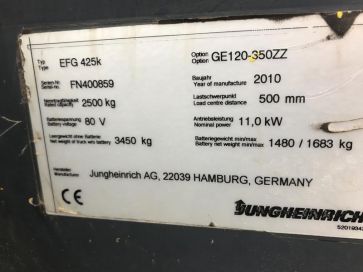 Typ EFG 425k Option GE120-350ZZ
Type Option
Serien-Nr FN400859 Baujahr 2010
Serial-no. Year of manufacture
Nenntragfähigkeit 2500 kg Lastschwerpunkt 500 mm
Rated capacity Load centre distance
Batteriespannung 80 V Antriebsleistung 11,0 kW
Battery voltage Nominal power
Leergewicht ohne Batterie 3450 kg Batteriegewicht min/max 1480 / 1683 kg
Net weight of truck w/o battery Battery net weight min/max
Hersteller Jungheinrich AG, 22039 HAMBURG, GERMANY
Manufacturer
CE JUNGHEINRICH